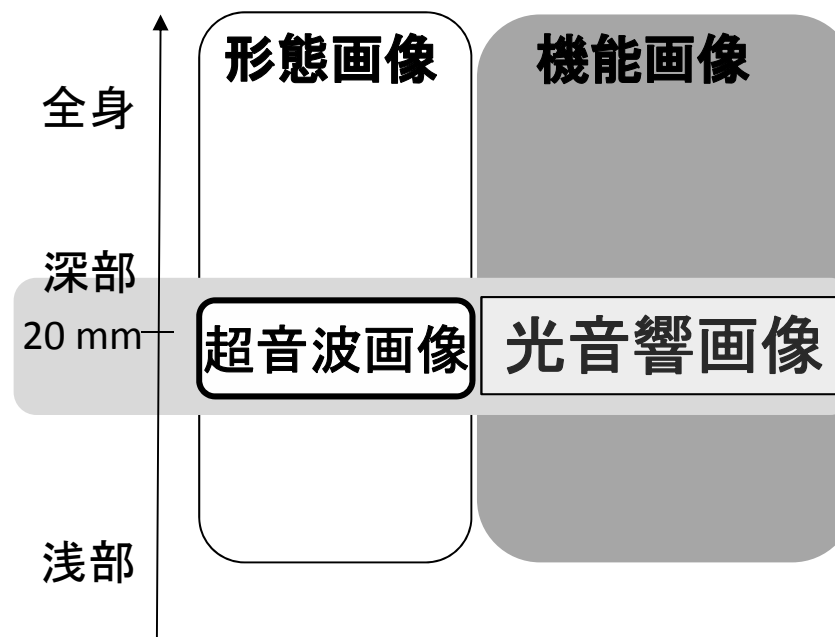 形態画像
機能画像
全身
深部
20 mm
超音波画像
光音響画像
浅部